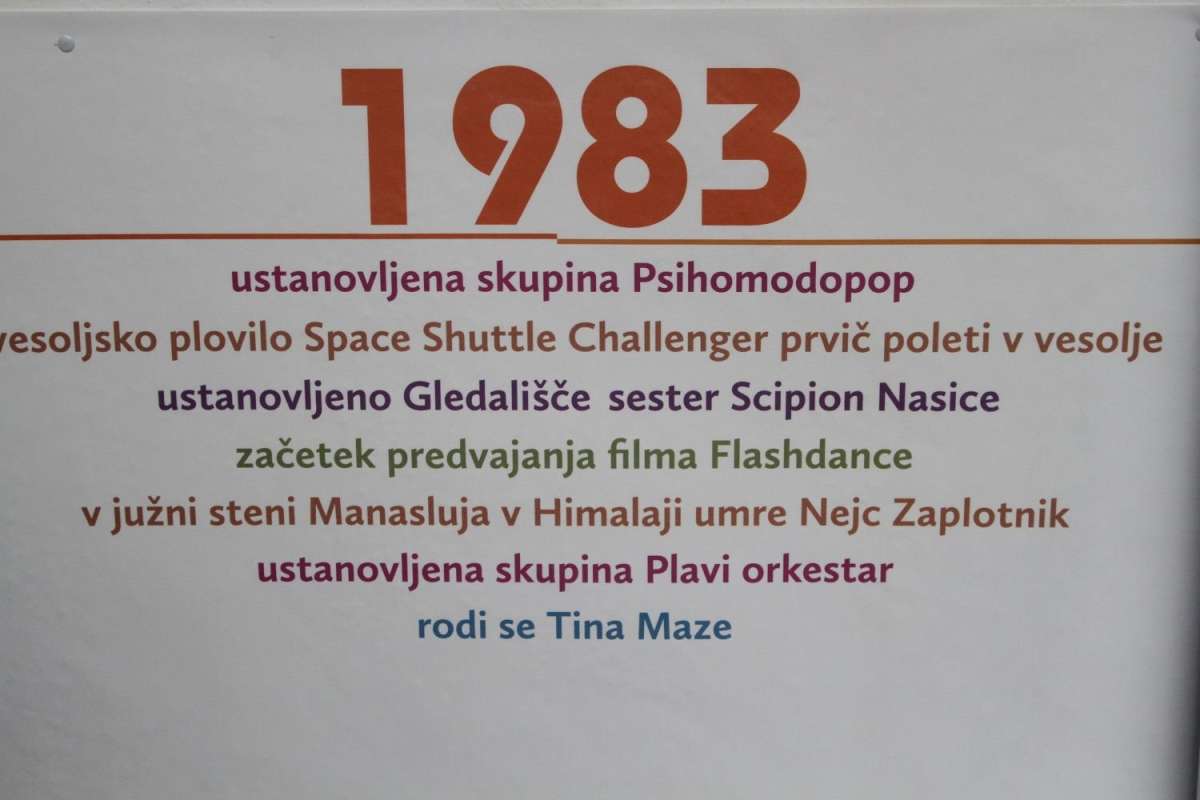 1983
ustanovljena skupina Psihomodopop
vesoljsko plovilo Space Shuttle Challenger prvič poleti v vesolje
ustanovljeno Gledališče sester Scipion Nasice
začetek predvajanja filma Flashdance
v južni steni Manasluja v Himalaji umre Nejc Zaplotnik
ustanovljena skupina Plavi orkestar
rodi se Tina Maze